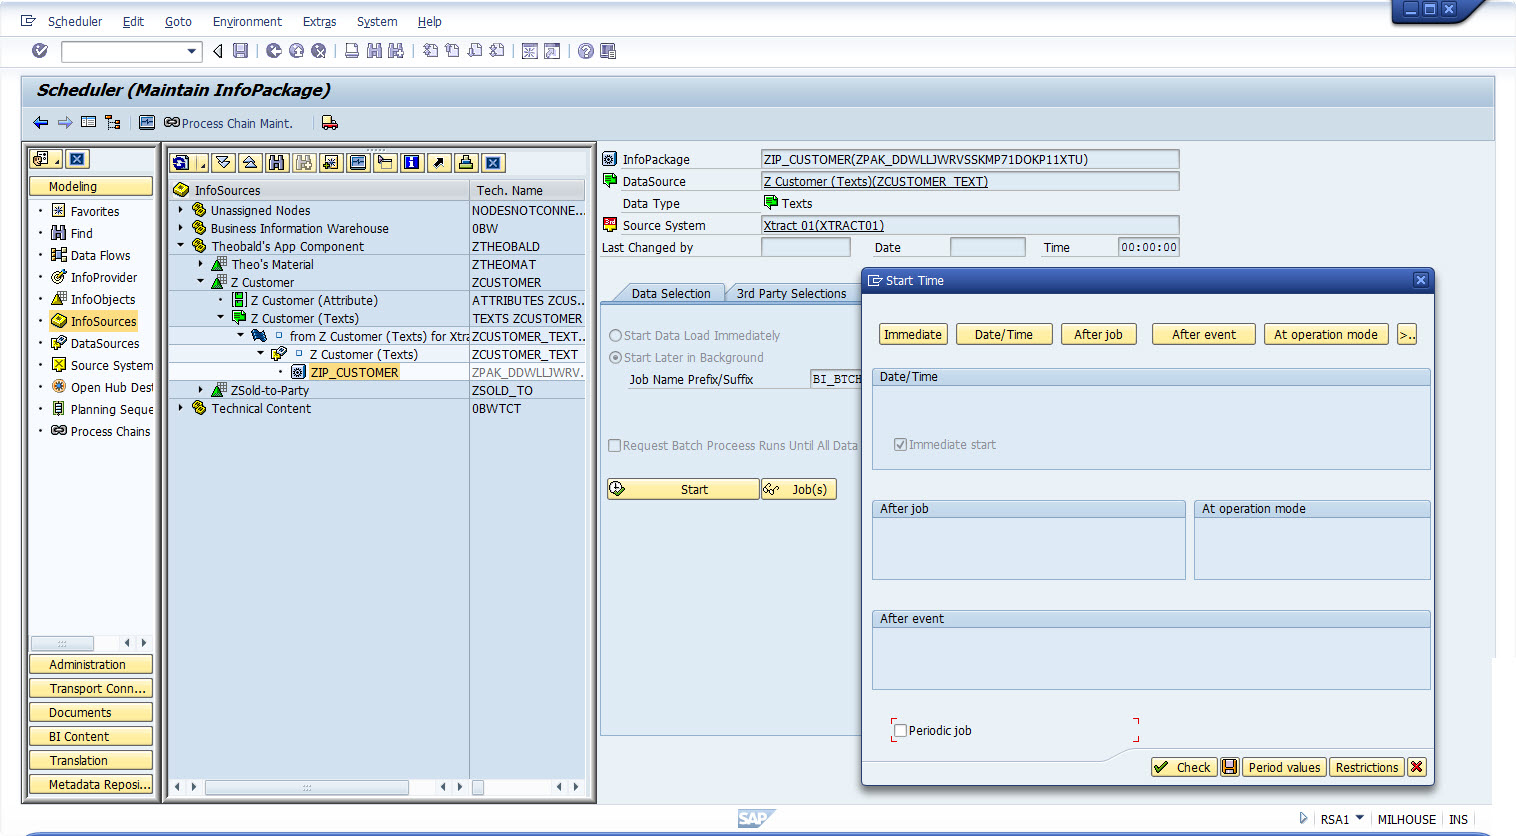 Scheduler Edit Goto Environment Extras System Help
Scheduler (Maintain InfoPackage)
Process Chain Maint.
Modeling
Favorites
Find
Data Flows
InfoProvider
InfoObjects
InfoSources
DataSources
Source System
Open Hub Dest
Planning Seque
Process Chains
Administration
Transport Conn...
Documents
BI Content
Translation
Metadata Reposi...
InfoSources Tech. Name
Unassigned Nodes NODESNOTCONNE...
Business Information Warehouse 0BW
Theobald's App Component ZTHEOBALD
Theo's Material ZTHEOMAT
Z Customer ZCUSTOMER
Z Customer (Attribute) ATTRIBUTES ZCUS...
Z Customer (Texts) TEXTS ZCUSTOMER
from Z Customer (Texts) for Xtra ZCUSTOMER_TEXT...
Z Customer (Texts) ZCUSTOMER_TEXT
ZIP_CUSTOMER ZPAK_DDWLLJWRV...
ZSold-to-Party ZSOLD_TO
Technical Content 0BWTCT
InfoPackage ZIP_CUSTOMER(ZPAK_DDWLLJWRVSSKMP71DOKP11XTU)
DataSource Z Customer (Texts)(ZCUSTOMER_TEXT)
Data Type Texts
3rd Source System Xtract 01(XTRACT01)
Last Changed by Date Time 00:00:00
Data Selection 3rd Party Selections
Start Data Load Immediately
Start Later in Background
Job Name Prefix/Suffix BI_BTCH
Request Batch Proceess Runs Until All Data
Start Job(s)
Start Time
Immediate Date/Time After job After event At operation mode >..
Date/Time
Immediate start
After job At operation mode
After event
Periodic job
Check Period values Restrictions
SAP
RSA1 MILHOUSE INS